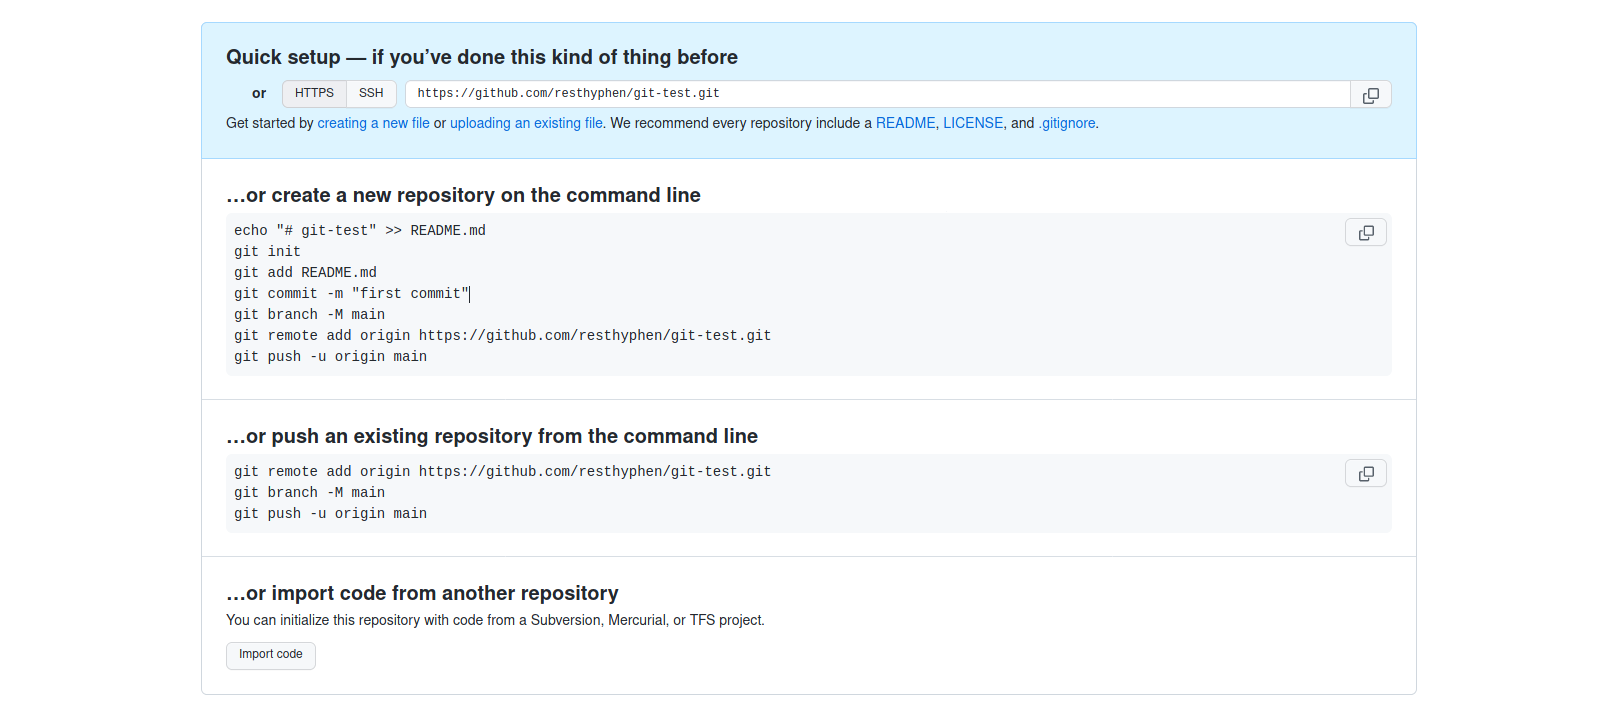 Quick setup — if you’ve done this kind of thing before
or HTTPS SSH https://github.com/resthyphen/git-test.git
Get started by creating a new file or uploading an existing file. We recommend every repository include a README, LICENSE, and .gitignore.
…or create a new repository on the command line
echo "# git-test" >> README.md
git init
git add README.md
git commit -m "first commit"
git branch -M main
git remote add origin https://github.com/resthyphen/git-test.git
git push -u origin main
…or push an existing repository from the command line
git remote add origin https://github.com/resthyphen/git-test.git
git branch -M main
git push -u origin main
…or import code from another repository
You can initialize this repository with code from a Subversion, Mercurial, or TFS project.
Import code